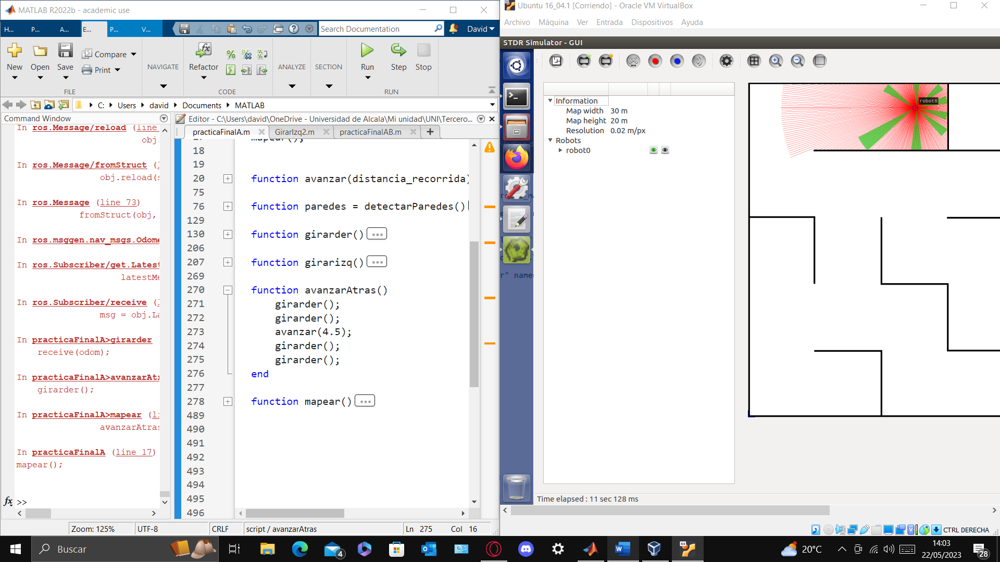 MATLAB R2022b - academic use
H... P... A... E... P... V...
Search Documentation
David
New Open Save
Compare
Print
FILE
NAVIGATE
Refactor
CODE
ANALYZE
SECTION
Run Step Stop
RUN
C: Users david Documents MATLAB
Command Window
In ros.Message/reload (line
obj.
In ros.Message/fromStruct (
obj.reload(s
In ros.Message (line 73)
fromStruct(obj,
In ros.msggen.nav_msgs.Odome
In ros.Subscriber/get.Latest
latestMe
In ros.Subscriber/receive (
msg = obj.La
In practicaFinalA>girarder
receive(odom);
In practicaFinalA>avanzarAtr
girarder();
In practicaFinalA>mapear (li
avanzarAtras
In practicaFinalA (line 17)
mapear();
fx >>
Editor - C:\Users\david\OneDrive - Universidad de Alcala\Mi unidad\UNI\Tercero...
practicaFinalA.m GirarIzq2.m practicaFinalAB.m
17 mapear();
18
19
20 function avanzar(distancia_recorrida)
75
76 function paredes = detectarParedes()
129
130 function girarder() ...
206
207 function girarizq() ...
269
270 function avanzarAtras()
271 girarder();
272 girarder();
273 avanzar(4.5);
274 girarder();
275 girarder();
276 end
277
278 function mapear() ...
489
490
491
492
493
494
495
496
Zoom: 125% UTF-8 CRLF script / avanzarAtras Ln 275 Col 16
Ubuntu 16_04.1 [Corriendo] - Oracle VM VirtualBox
Archivo Máquina Ver Entrada Dispositivos Ayuda
STDR Simulator - GUI
Information
Map width 30 m
Map height 20 m
Resolution 0.02 m/px
Robots
robot0
robot0
r" name=
Time elapsed : 11 sec 128 ms
CTRL DERECHA
Buscar
4
20°C
14:03
22/05/2023
28